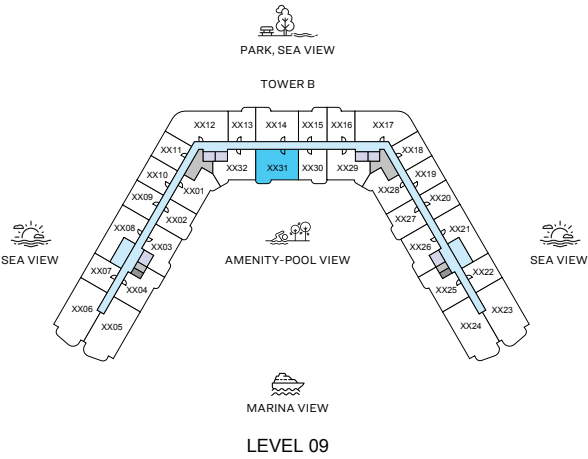 PARK, SEA VIEW
TOWER B
XX12
XX13
XX14
XX15
XX16
XX17
XX11
XX18
XX10
XX32
XX31
XX30
XX29
XX19
XX09
XX01
XX28
XX20
XX08
XX02
XX27
XX21
XX03
XX26
SEA VIEW
AMENITY-POOL VIEW
SEA VIEW
XX07
XX04
XX25
XX22
XX06
XX05
XX24
XX23
MARINA VIEW
LEVEL 09